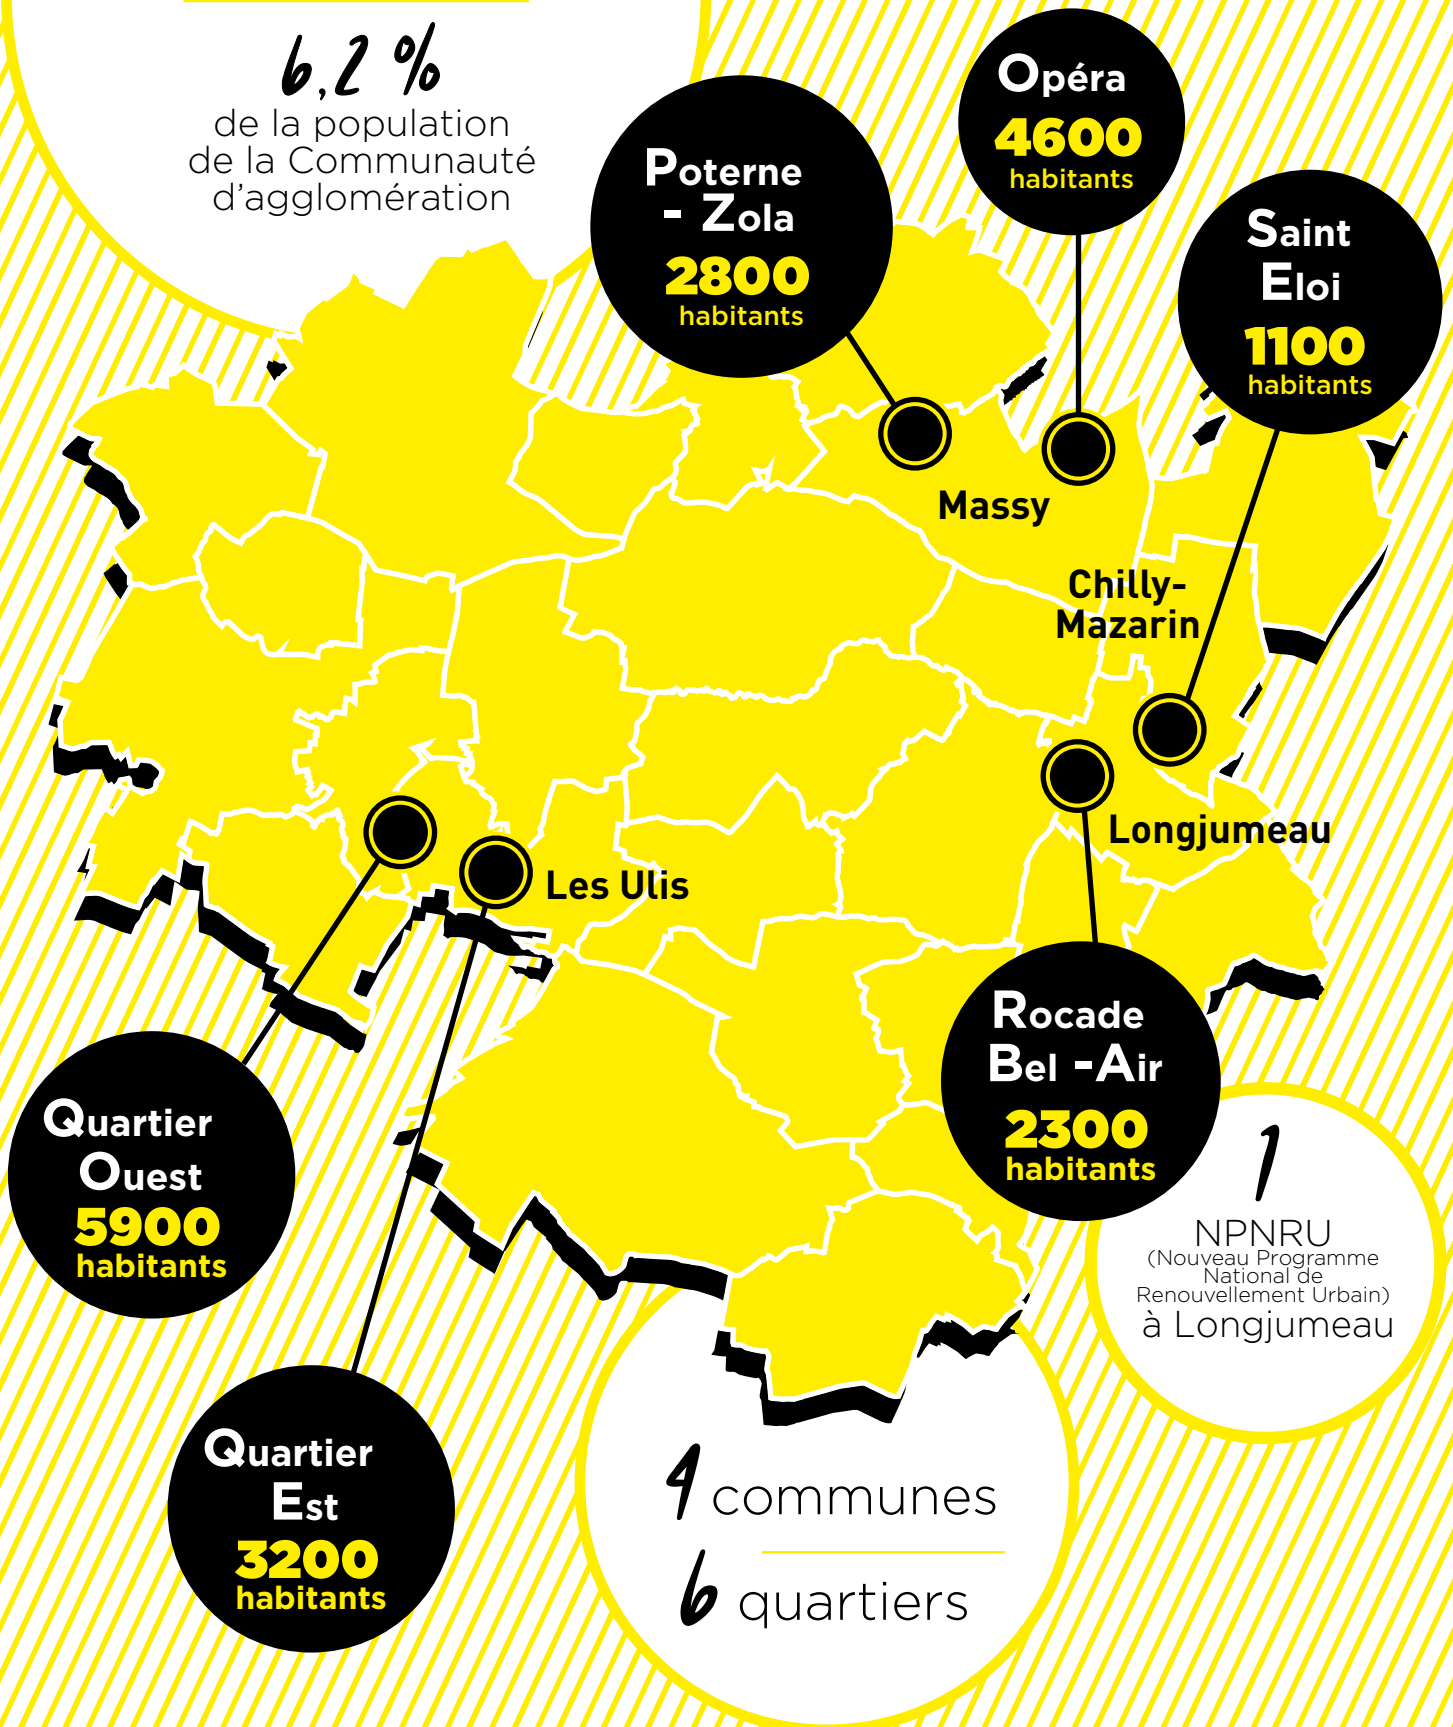 6,2 %
de la population
de la Communauté
d'agglomération
Opéra
4600
habitants
Poterne
- Zola
2800
habitants
Saint
Eloi
1100
habitants
Massy
Chilly-
Mazarin
Longjumeau
Les Ulis
Rocade
Bel -Air
2300
habitants
Quartier
Ouest
5900
habitants
1
NPNRU
(Nouveau Programme
National de
Renouvellement Urbain)
à Longjumeau
Quartier
Est
3200
habitants
4 communes
6 quartiers